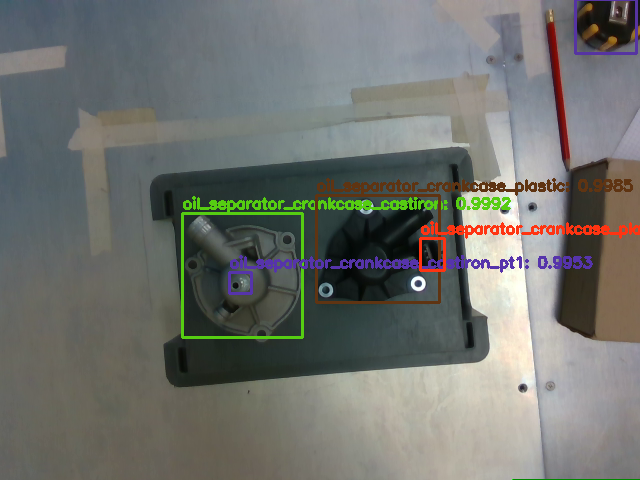 oil_separator_crankcase_plastic: 0.9985
oil_separator_crankcase_castiron: 0.9992
oil_separator_crankcase_pla
oil_separator_crankcase_castiron_pt1: 0.9953